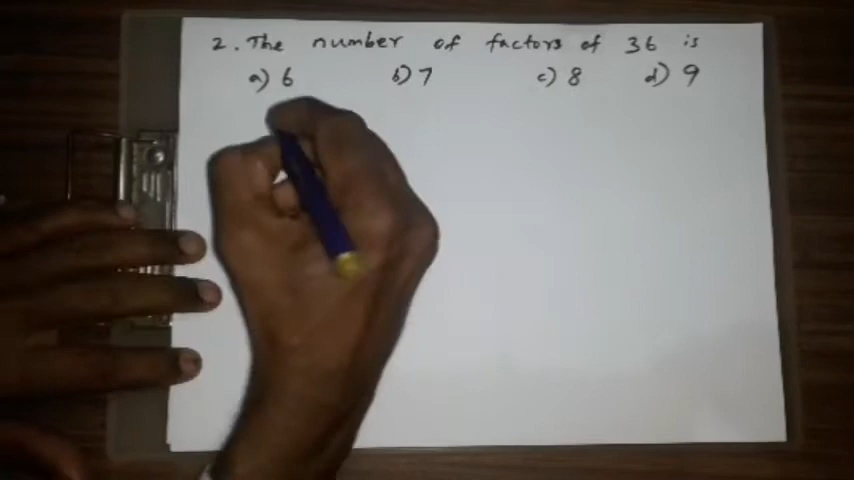 2. The number of factors of 36 is
a) 6 b) 7 c) 8 d) 9